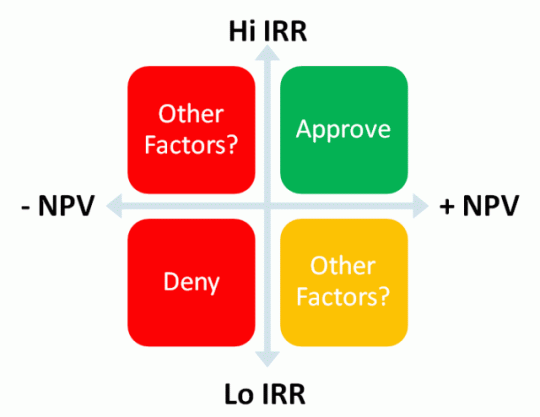 Hi IRR
Other
Factors?
Approve
- NPV
+ NPV
Deny
Other
Factors?
Lo IRR